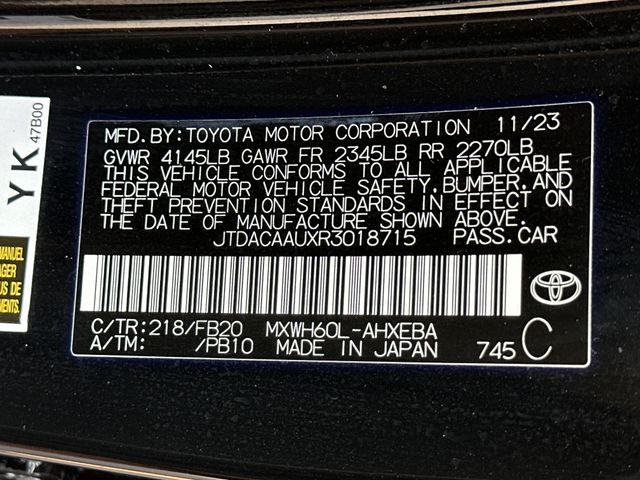 MFD. BY: TOYOTA MOTOR CORPORATION 11/23
GVWR 4145LB GAWR FR 2345LB RR 2270LB
THIS VEHICLE CONFORMS TO ALL APPLICABLE
FEDERAL MOTOR VEHICLE SAFETY, BUMPER, AND
THEFT PREVENTION STANDARDS IN EFFECT ON
THE DATE OF MANUFACTURE SHOWN ABOVE.
JTDACAAUXR3018715 PASS. CAR
C/TR: 218/FB20 MXWH60L-AHXEBA
A/TM: /PB10 MADE IN JAPAN 745 C
YK
47B00
MANUEL